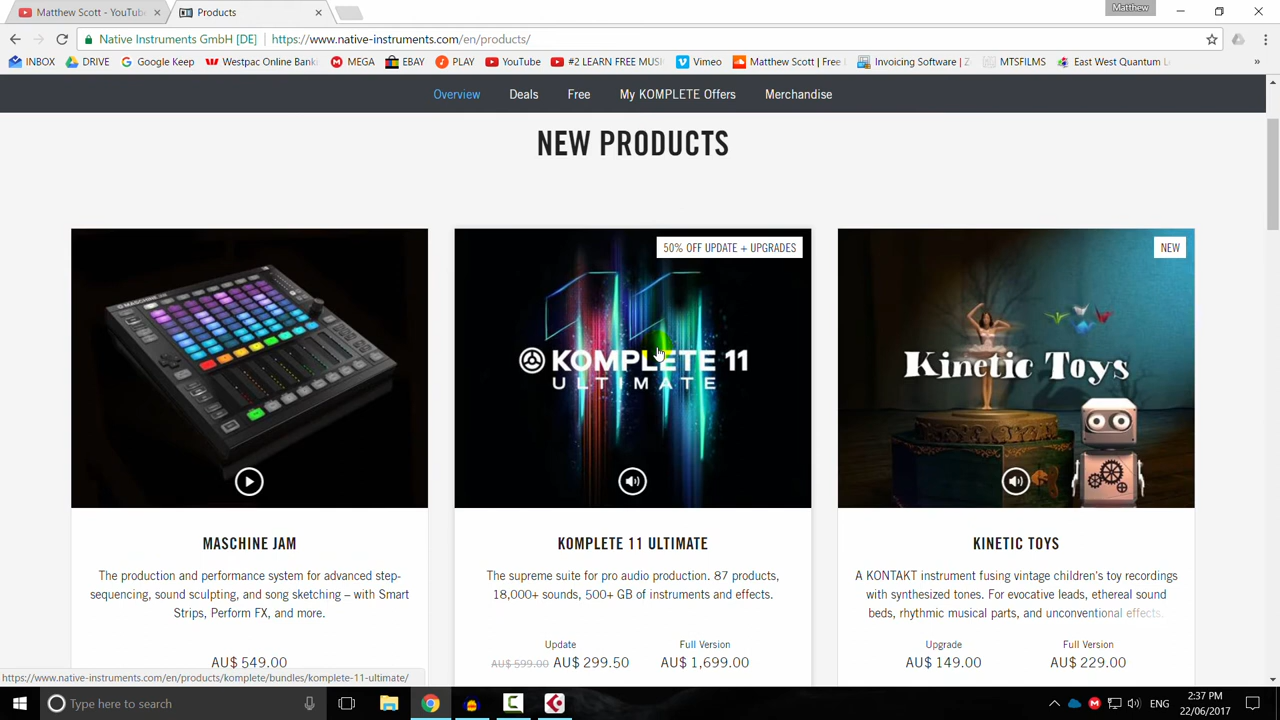 Matthew Scott - YouTube
Products
Matthew
Native Instruments GmbH [DE]
https://www.native-instruments.com/en/products/
INBOX
DRIVE
Google Keep
Westpac Online Bank
MEGA
EBAY
PLAY
YouTube
#2 LEARN FREE MUS
Vimeo
Matthew Scott | Free
Invoicing Software | Z
MTSFILMS
East West Quantum L
Overview
Deals
Free
My KOMPLETE Offers
Merchandise
NEW PRODUCTS
MASCHINE JAM
50% OFF UPDATE + UPGRADES
KOMPLETE 11
ULTIMATE
NEW
Kinetic Toys
MASCHINE JAM
The production and performance system for advanced step-
sequencing, sound sculpting, and song sketching – with Smart
Strips, Perform FX, and more.
AU$ 549.00
KOMPLETE 11 ULTIMATE
The supreme suite for pro audio production. 87 products,
18,000+ sounds, 500+ GB of instruments and effects.
Update
AU$ 599.00 AU$ 299.50
Full Version
AU$ 1,699.00
KINETIC TOYS
A KONTAKT instrument fusing vintage children's toy recordings
with synthesized tones. For evocative leads, ethereal sound
beds, rhythmic musical parts, and unconventional effects.
Upgrade
AU$ 149.00
Full Version
AU$ 229.00
https://www.native-instruments.com/en/products/komplete/bundles/komplete-11-ultimate/
Type here to search
ENG
2:37 PM
22/06/2017